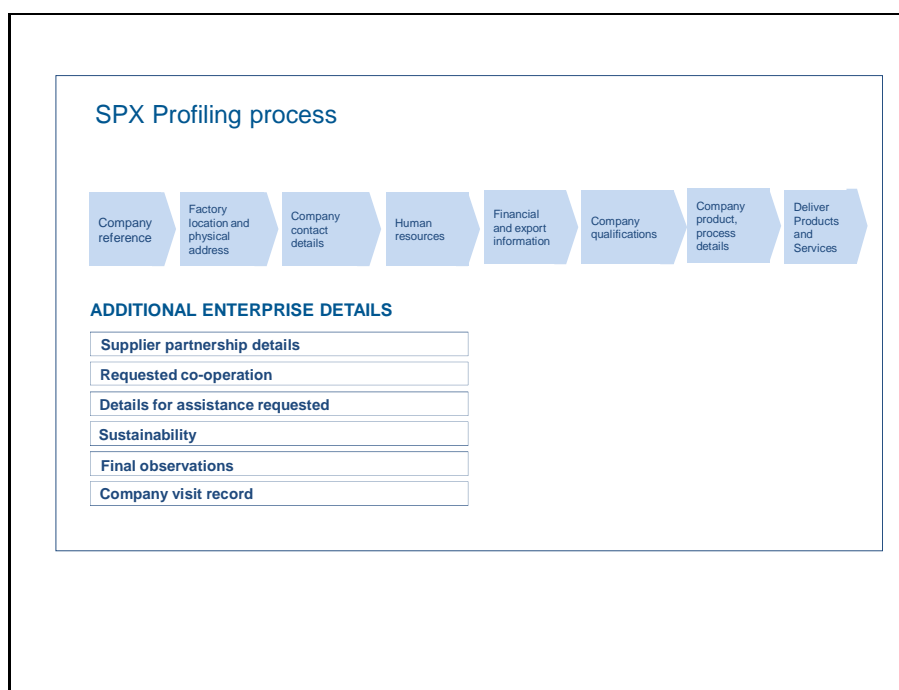 SPX Profiling process
Company
reference
Factory
location and
physical
address
Company
contact
details
Human
resources
Financial
and export
information
Company
qualifications
Company
product,
process
details
Deliver
Products
and
Services
ADDITIONAL ENTERPRISE DETAILS
Supplier partnership details
Requested co-operation
Details for assistance requested
Sustainability
Final observations
Company visit record